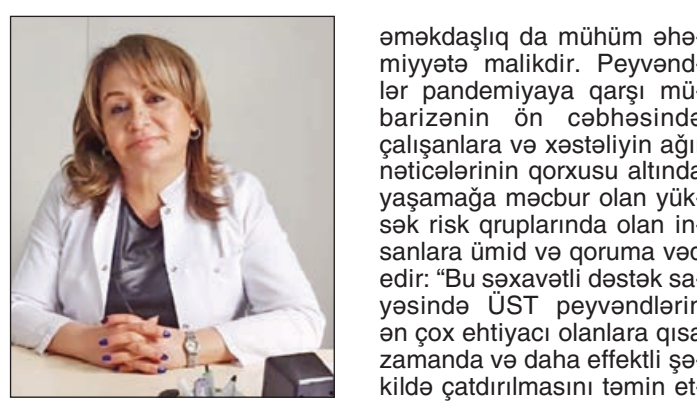 əməkdaşlıq da mühüm əhə-
miyyətə malikdir. Peyvənd-
lər pandemiyaya qarşı mü-
barizənin ön cəbhəsində
çalışanlara və xəstəliyin ağır
nəticələrinin qorxusu altında
yaşamağa məcbur olan yük-
sək risk qruplarında olan in-
sanlara ümid və qoruma vəd
edir: “Bu səxavətli dəstək sa-
yəsində ÜST peyvəndlərin
ən çox ehtiyacı olanlara qısa
zamanda və daha effektli şə-
kildə çatdırılmasını təmin et-